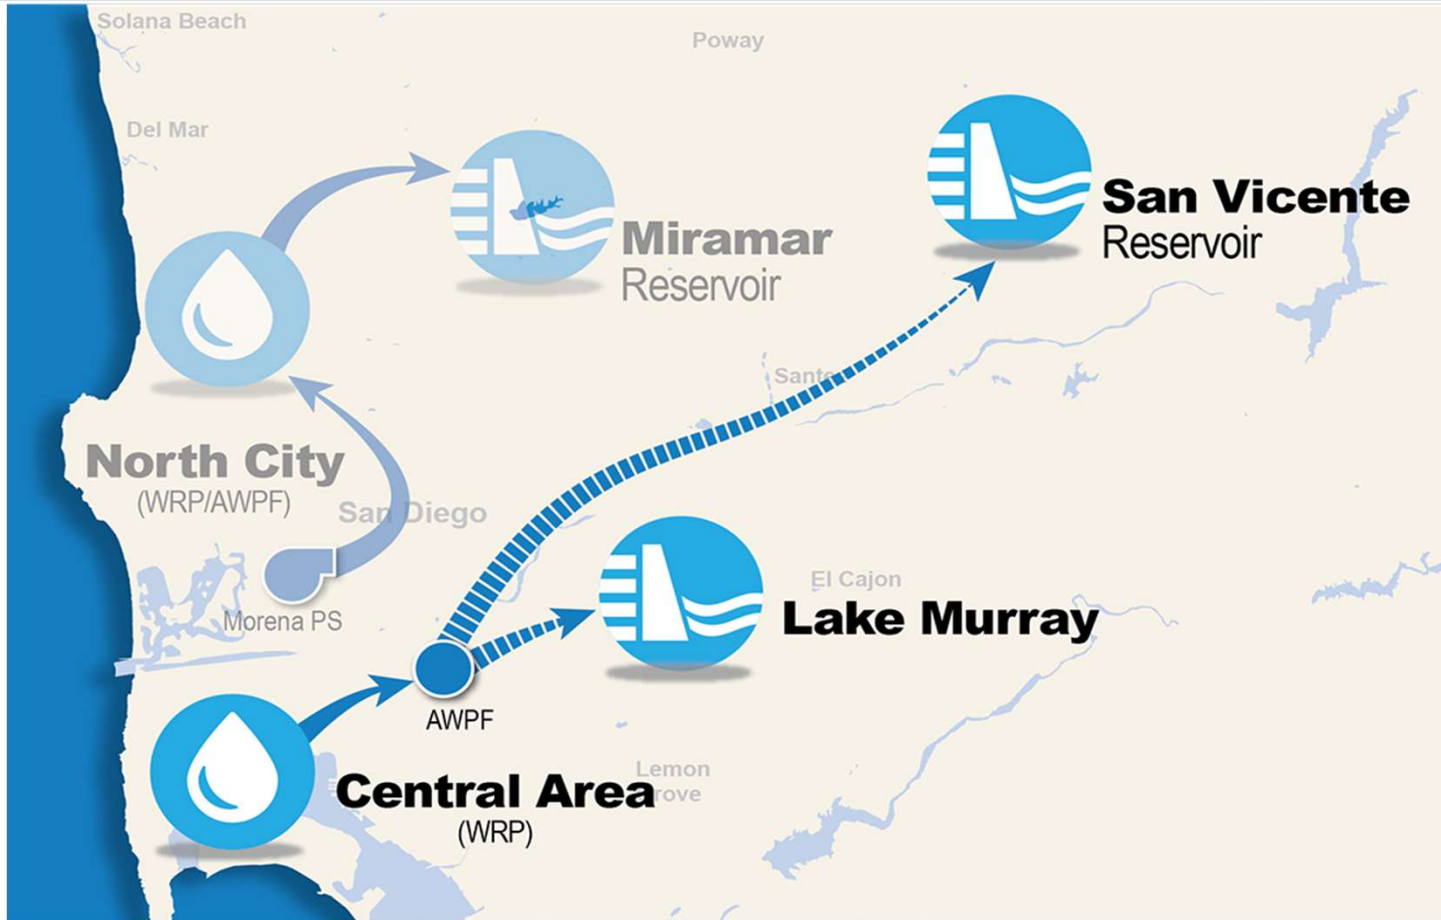 Solana Beach
Poway
Del Mar
San Vicente
Reservoir
Miramar
Reservoir
North City
(WRP/AWPF)
San Diego
El Cajon
Morena PS
Lake Murray
AWPF
Lemon
Central Area
(WRP)